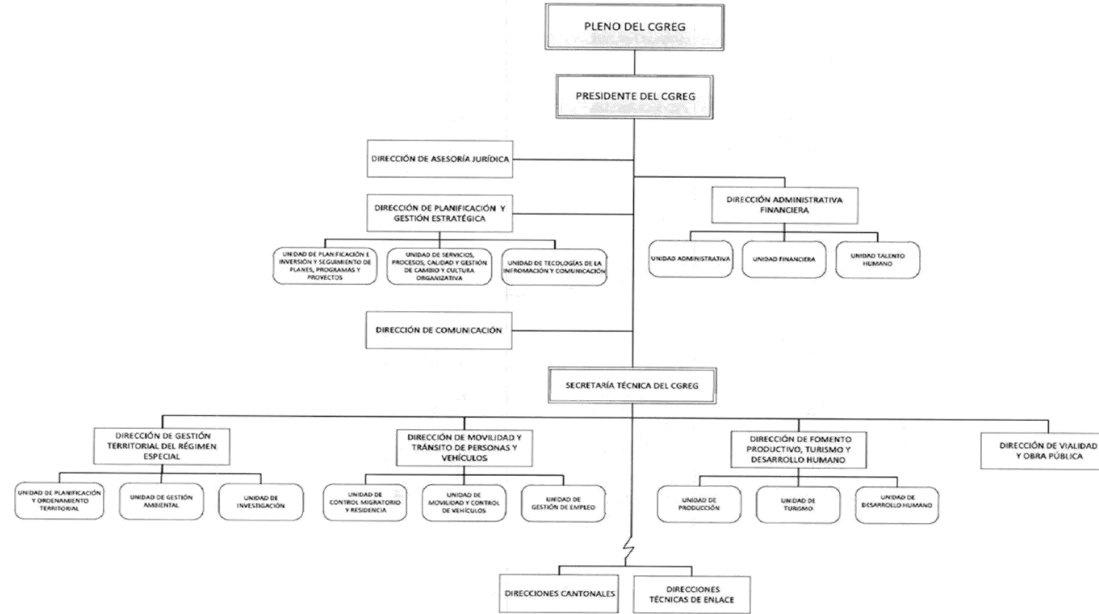 PLENO DEL CGREG
PRESIDENTE DEL CGREG
DIRECCIÓN DE ASESORÍA JURÍDICA
DIRECCIÓN DE PLANIFICACIÓN Y
GESTIÓN ESTRATÉGICA
DIRECCIÓN ADMINISTRATIVA
FINANCIERA
UNIDAD DE PLANIFICACIÓN E
INVERSIÓN Y SEGUIMIENTO DE
PLANES, PROGRAMAS Y
PROYECTOS
UNIDAD DE SERVICIOS,
PROCESOS, CALIDAD Y GESTIÓN
DE CAMBIO Y CULTURA
ORGANIZATIVA
UNIDAD DE TECOLOGÍAS DE LA
INFROMACIÓN Y COMUNICACIÓN
UNIDAD ADMINISTRATIVA
UNIDAD FINANCIERA
UNIDAD TALENTO
HUMANO
DIRECCIÓN DE COMUNICACIÓN
SECRETARÍA TÉCNICA DEL CGREG
DIRECCIÓN DE GESTIÓN
TERRITORIAL DEL RÉGIMEN
ESPECIAL
DIRECCIÓN DE MOVILIDAD Y
TRÁNSITO DE PERSONAS Y
VEHÍCULOS
DIRECCIÓN DE FOMENTO
PRODUCTIVO, TURISMO Y
DESARROLLO HUMANO
DIRECCIÓN DE VIALIDAD
Y OBRA PÚBLICA
UNIDAD DE PLANIFICACIÓN
Y ORDENAMIENTO
TERRITORIAL
UNIDAD DE GESTIÓN
AMBIENTAL
UNIDAD DE
INVESTIGACIÓN
UNIDAD DE
CONTROL MIGRATORIO
Y RESIDENCIA
UNIDAD DE
MOVILIDAD Y CONTROL
DE VEHÍCULOS
UNIDAD DE
GESTIÓN DE EMPLEO
UNIDAD DE
PRODUCCIÓN
UNIDAD DE
TURISMO
UNIDAD DE
DESARROLLO HUMANO
DIRECCIONES CANTONALES
DIRECCIONES
TÉCNICAS DE ENLACE